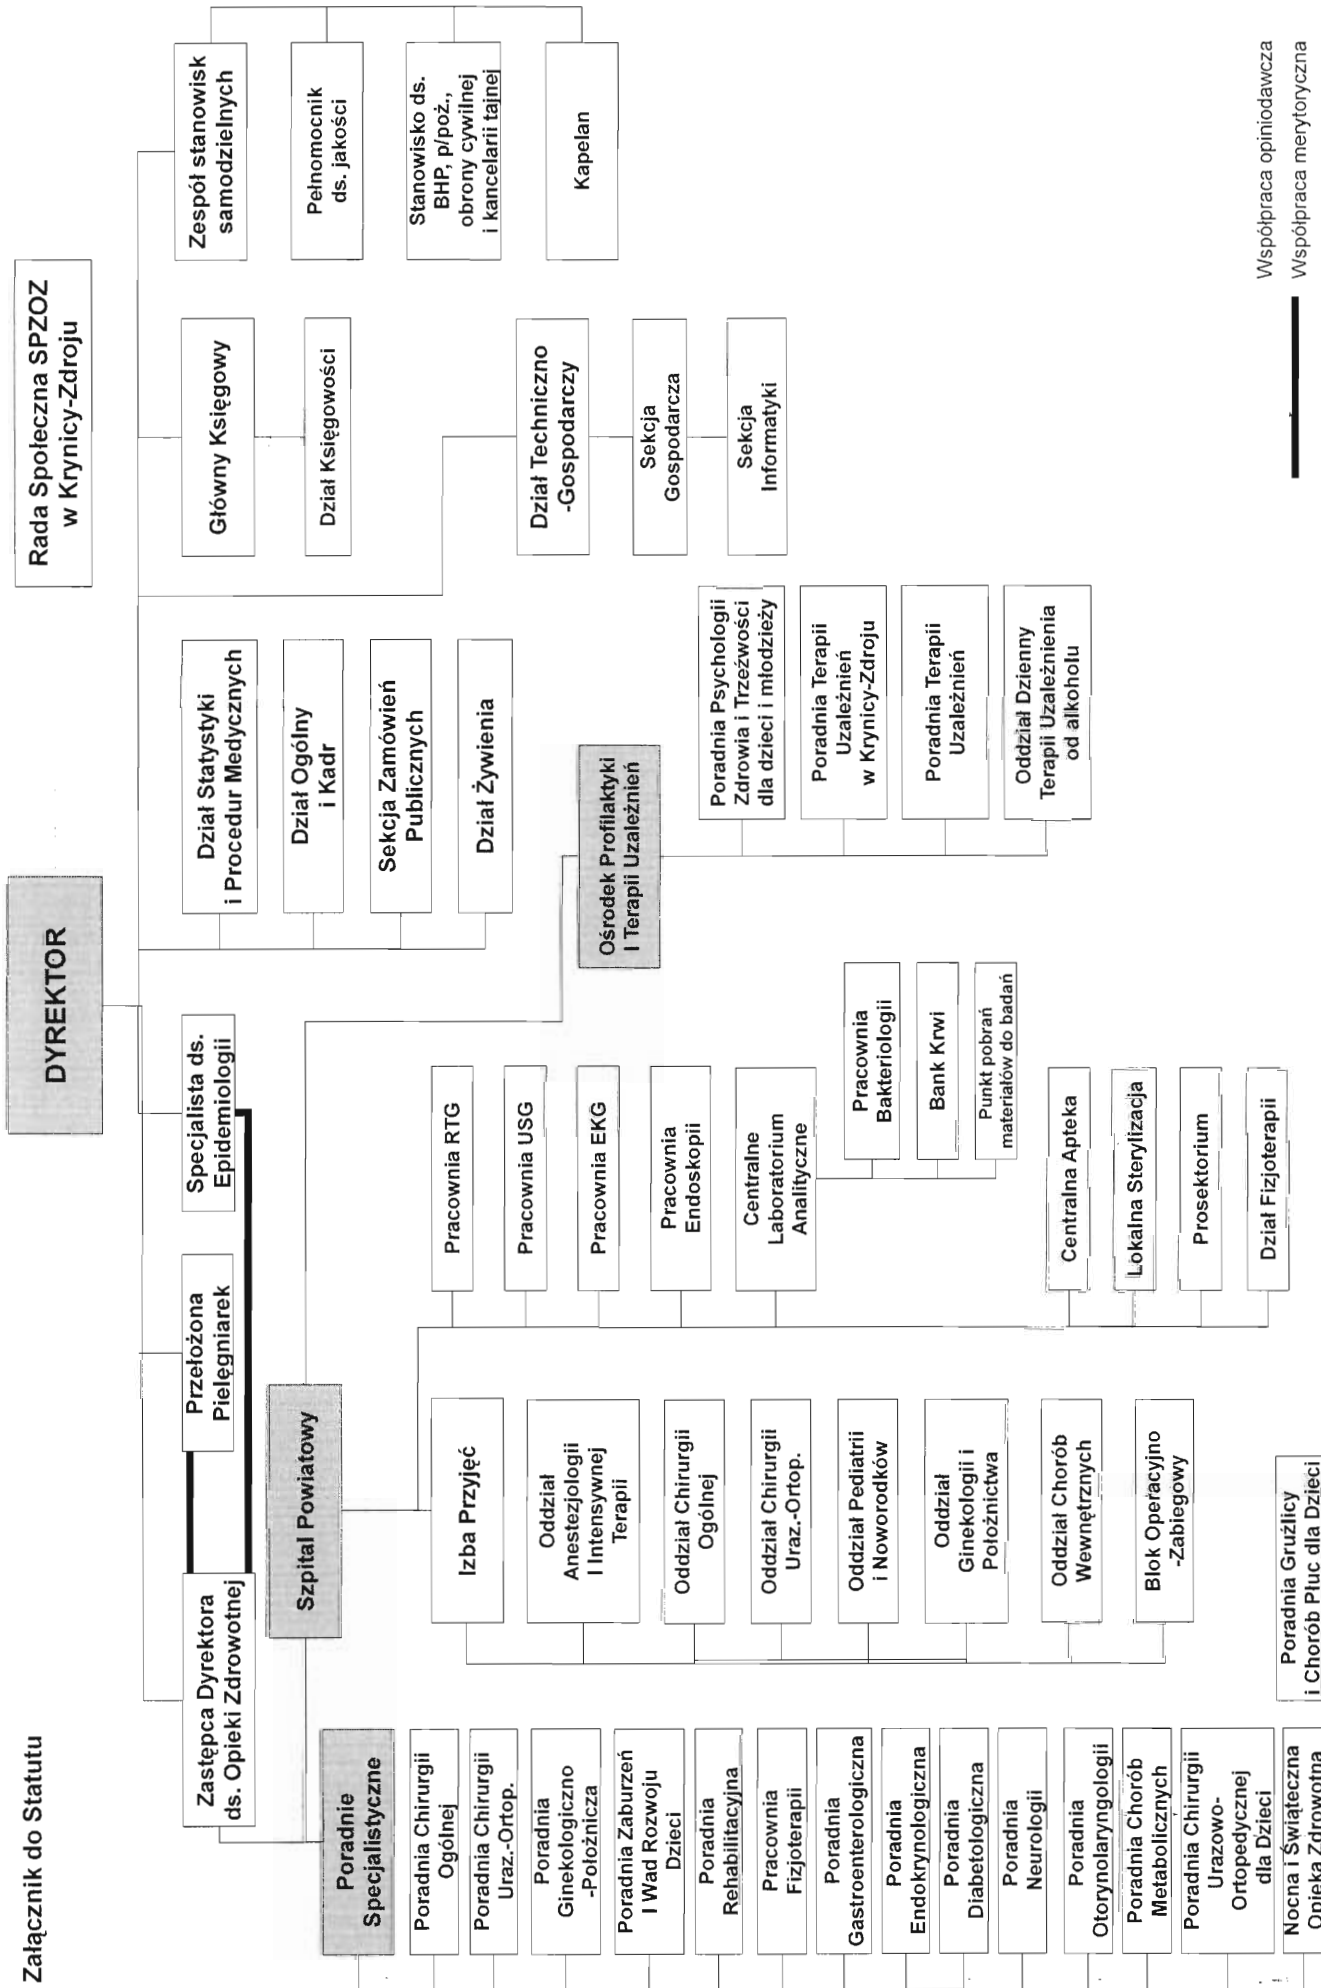 Załącznik do Statutu
DYREKTOR
Rada Społeczna SPZOZ
w Krynicy-Zdroju
Zastępca Dyrektora
ds. Opieki Zdrowotnej
Przełożona
Pielęgniarek
Specjalista ds.
Epidemiologii
Dział Statystyki
i Procedur Medycznych
Dział Ogólny
i Kadr
Sekcja Zamówień
Publicznych
Dział Żywienia
Główny Księgowy
Dział Księgowości
Dział Techniczno
-Gospodarczy
Sekcja
Gospodarcza
Sekcja
Informatyki
Zespół stanowisk
samodzielnych
Pełnomocnik
ds. jakości
Stanowisko ds.
BHP, p/poż.,
obrony cywilnej
i kancelarii tajnej
Kapelan
Poradnie
Specjalistyczne
Poradnia Chirurgii
Ogólnej
Poradnia Chirurgii
Uraz.-Ortop.
Poradnia
Ginekologiczno
-Położnicza
Poradnia Zaburzeń
I Wad Rozwoju
Dzieci
Poradnia
Rehabilitacyjna
Pracownia
Fizjoterapii
Poradnia
Gastroenterologiczna
Poradnia
Endokrynologiczna
Poradnia
Diabetologiczna
Poradnia
Neurologii
Poradnia
Otorynolaryngologii
Poradnia Chorób
Metabolicznych
Poradnia Chirurgii
Urazowo-
Ortopedycznej
dla Dzieci
Nocna i Świąteczna
Opieka Zdrowotna
Poradnia Gruźlicy
i Chorób Płuc dla Dzieci
Szpital Powiatowy
Izba Przyjęć
Oddział
Anestezjologii
I Intensywnej
Terapii
Oddział Chirurgii
Ogólnej
Oddział Chirurgii
Uraz.-Ortop.
Oddział Pediatrii
i Noworodków
Oddział
Ginekologii i
Położnictwa
Oddział Chorób
Wewnętrznych
Blok Operacyjno
-Zabiegowy
Pracownia RTG
Pracownia USG
Pracownia EKG
Pracownia
Endoskopii
Centralne
Laboratorium
Analityczne
Pracownia
Bakteriologii
Bank Krwi
Punkt pobrań
materiałów do badań
Centralna Apteka
Lokalna Sterylizacja
Prosektorium
Dział Fizjoterapii
Ośrodek Profilaktyki
I Terapii Uzależnień
Poradnia Psychologii
Zdrowia i Trzeźwości
dla dzieci i młodzieży
Poradnia Terapii
Uzależnień
w Krynicy-Zdroju
Poradnia Terapii
Uzależnień
Oddział Dzienny
Terapii Uzależnienia
od alkoholu
Współpraca opiniodawcza
Współpraca merytoryczna